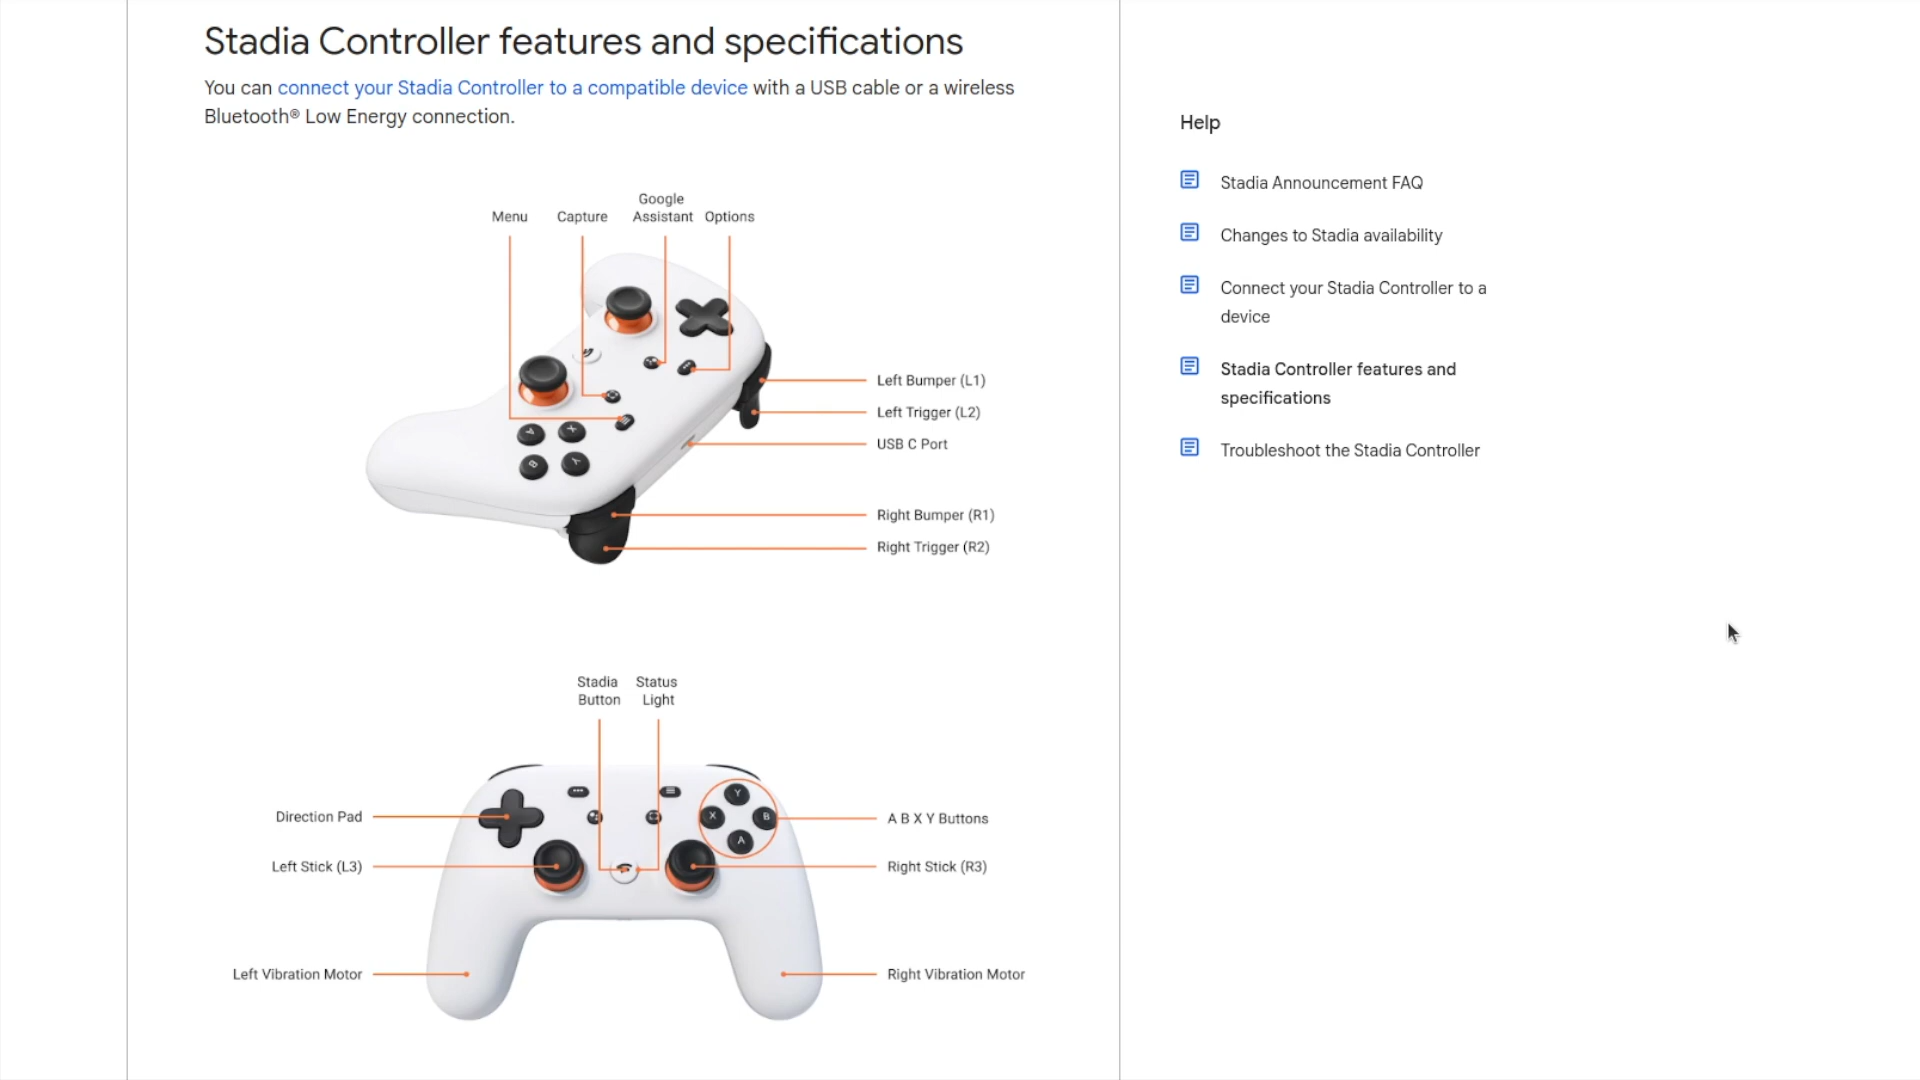 Stadia Controller features and specifications
You can connect your Stadia Controller to a compatible device with a USB cable or a wireless
Bluetooth® Low Energy connection.
Google
Menu Capture Assistant Options
Left Bumper (L1)
Left Trigger (L2)
USB C Port
Right Bumper (R1)
Right Trigger (R2)
A X
B Y
Stadia Status
Button Light
Direction Pad
Left Stick (L3)
Left Vibration Motor
Y
X B
A
A B X Y Buttons
Right Stick (R3)
Right Vibration Motor
Help
Stadia Announcement FAQ
Changes to Stadia availability
Connect your Stadia Controller to a
device
Stadia Controller features and
specifications
Troubleshoot the Stadia Controller